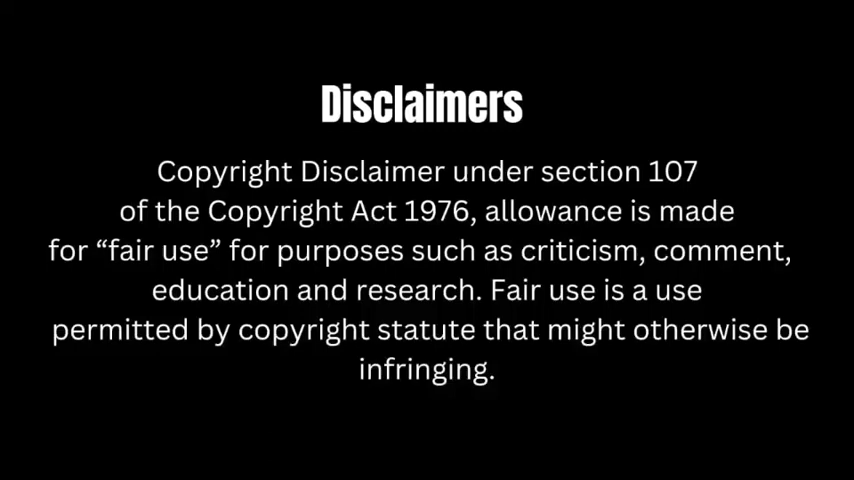 Disclaimers
Copyright Disclaimer under section 107
of the Copyright Act 1976, allowance is made
for “fair use” for purposes such as criticism, comment,
education and research. Fair use is a use
permitted by copyright statute that might otherwise be
infringing.